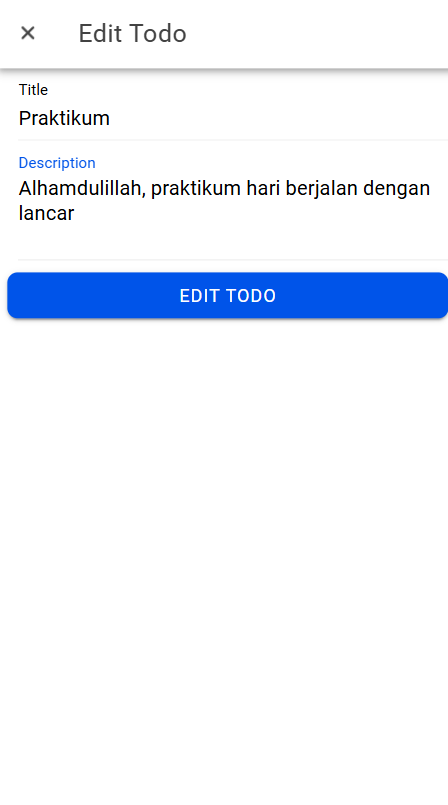 Edit Todo
Title
Praktikum
Description
Alhamdulillah, praktikum hari berjalan dengan
lancar
EDIT TODO